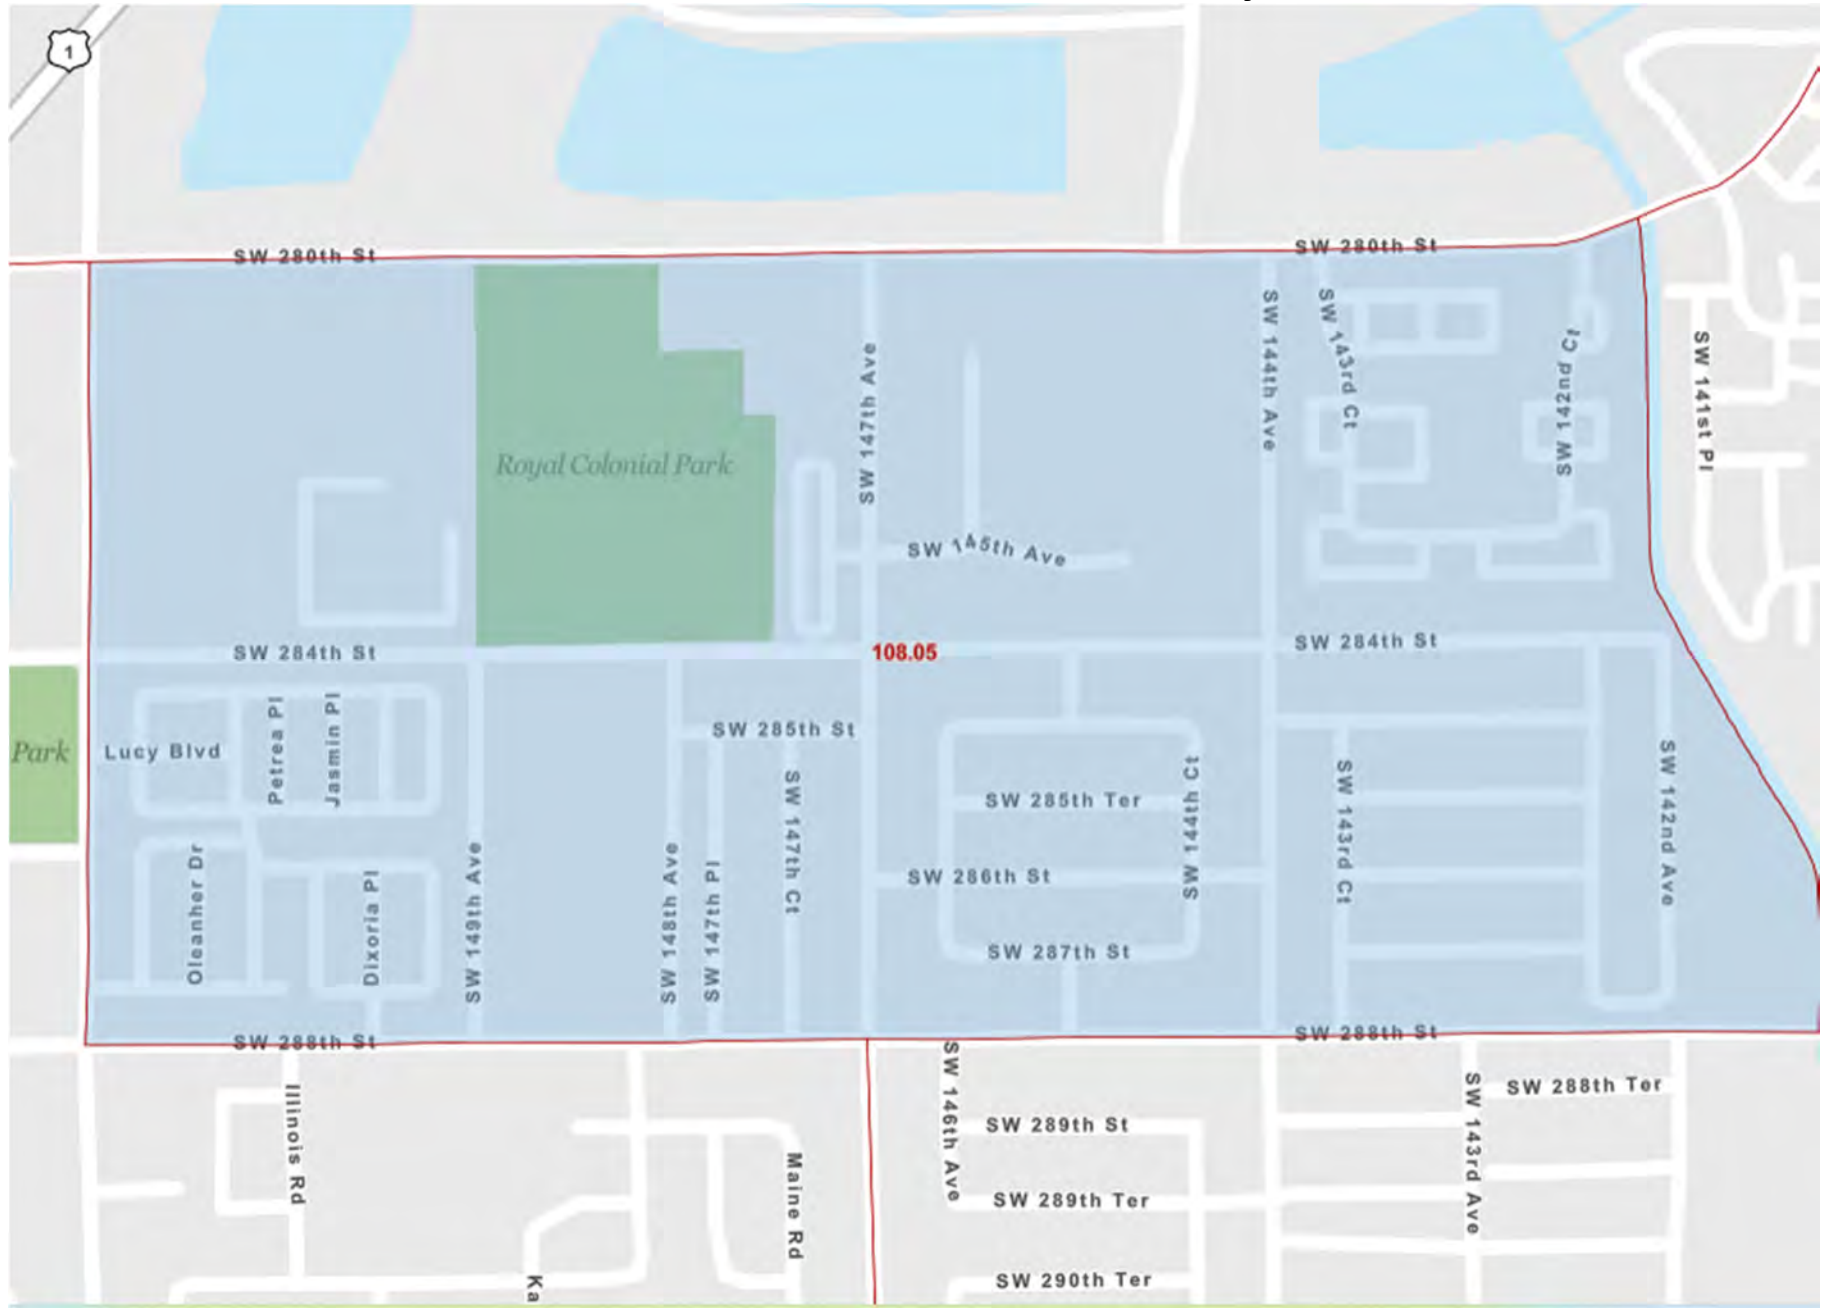 1
SW 280th St
SW 280th St
SW 144th Ave
SW 143rd Ct
SW 142nd Ct
SW 141st Pl
SW 147th Ave
Royal Colonial Park
SW 145th Ave
SW 284th St
108.05
SW 284th St
Park
Lucy Blvd
Petrea Pl
Jasmin Pl
SW 285th St
SW 285th Ter
SW 144th Ct
SW 143rd Ct
SW 142nd Ave
SW 147th Ct
Oleanher Dr
Dixoria Pl
SW 149th Ave
SW 148th Ave
SW 147th Pl
SW 286th St
SW 287th St
SW 288th St
SW 288th St
Illinois Rd
Maine Rd
Ka
SW 146th Ave
SW 289th St
SW 288th Ter
SW 143rd Ave
SW 289th Ter
SW 290th Ter